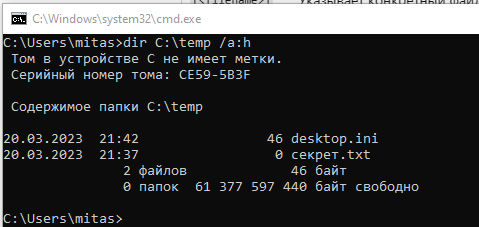 <filename> Указывает конкретный файл
C:\Windows\system32\cmd.exe
C:\Users\mitas>dir C:\temp /a:h
Том в устройстве C не имеет метки.
Серийный номер тома: CE59-5B3F
Содержимое папки C:\temp
20.03.2023 21:42 46 desktop.ini
20.03.2023 21:37 0 секрет.txt
2 файлов 46 байт
0 папок 61 377 597 440 байт свободно
C:\Users\mitas>